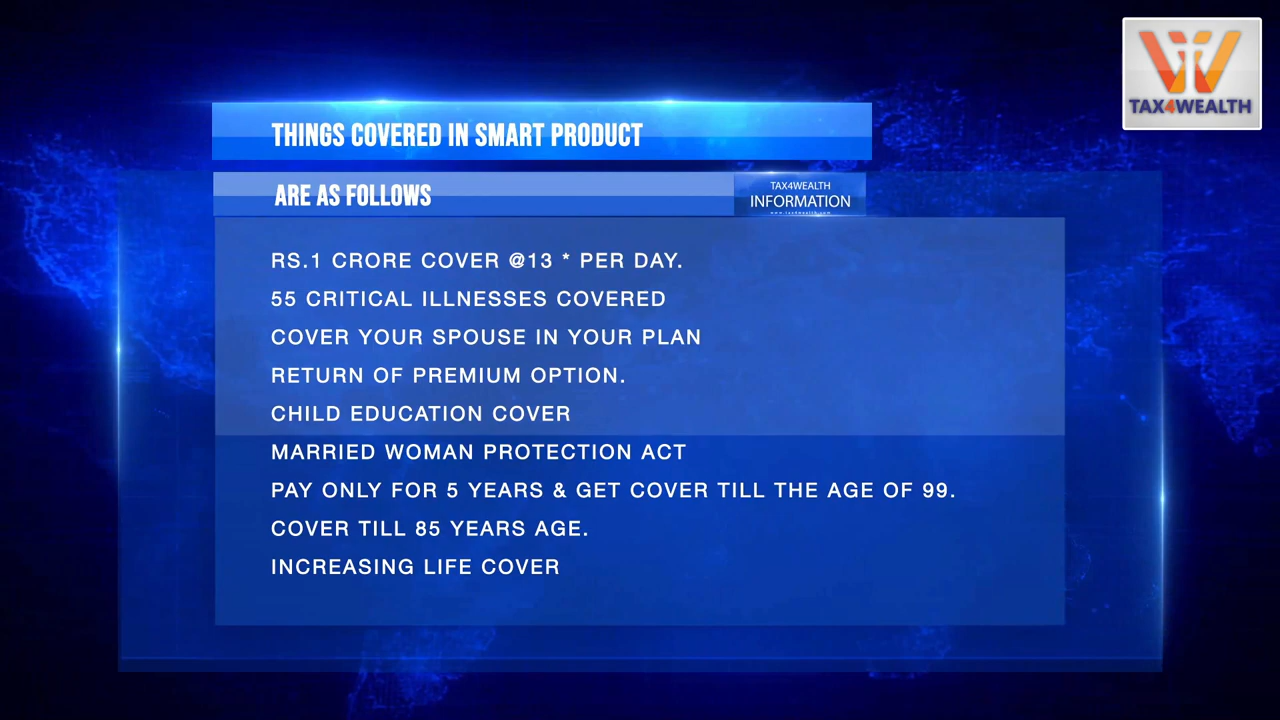 TAX4WEALTH
THINGS COVERED IN SMART PRODUCT
ARE AS FOLLOWS
TAX4WEALTH
INFORMATION
www.tax4wealth.com
RS.1 CRORE COVER @13 * PER DAY.
55 CRITICAL ILLNESSES COVERED
COVER YOUR SPOUSE IN YOUR PLAN
RETURN OF PREMIUM OPTION.
CHILD EDUCATION COVER
MARRIED WOMAN PROTECTION ACT
PAY ONLY FOR 5 YEARS & GET COVER TILL THE AGE OF 99.
COVER TILL 85 YEARS AGE.
INCREASING LIFE COVER